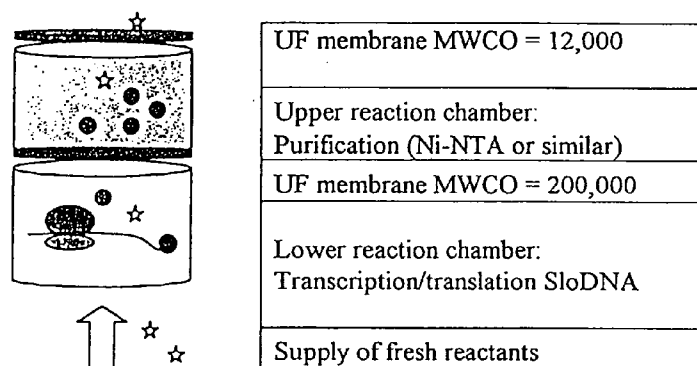 UF membrane MWCO = 12,000
Upper reaction chamber:
Purification (Ni-NTA or similar)
UF membrane MWCO = 200,000
Lower reaction chamber:
Transcription/translation SloDNA
Supply of fresh reactants